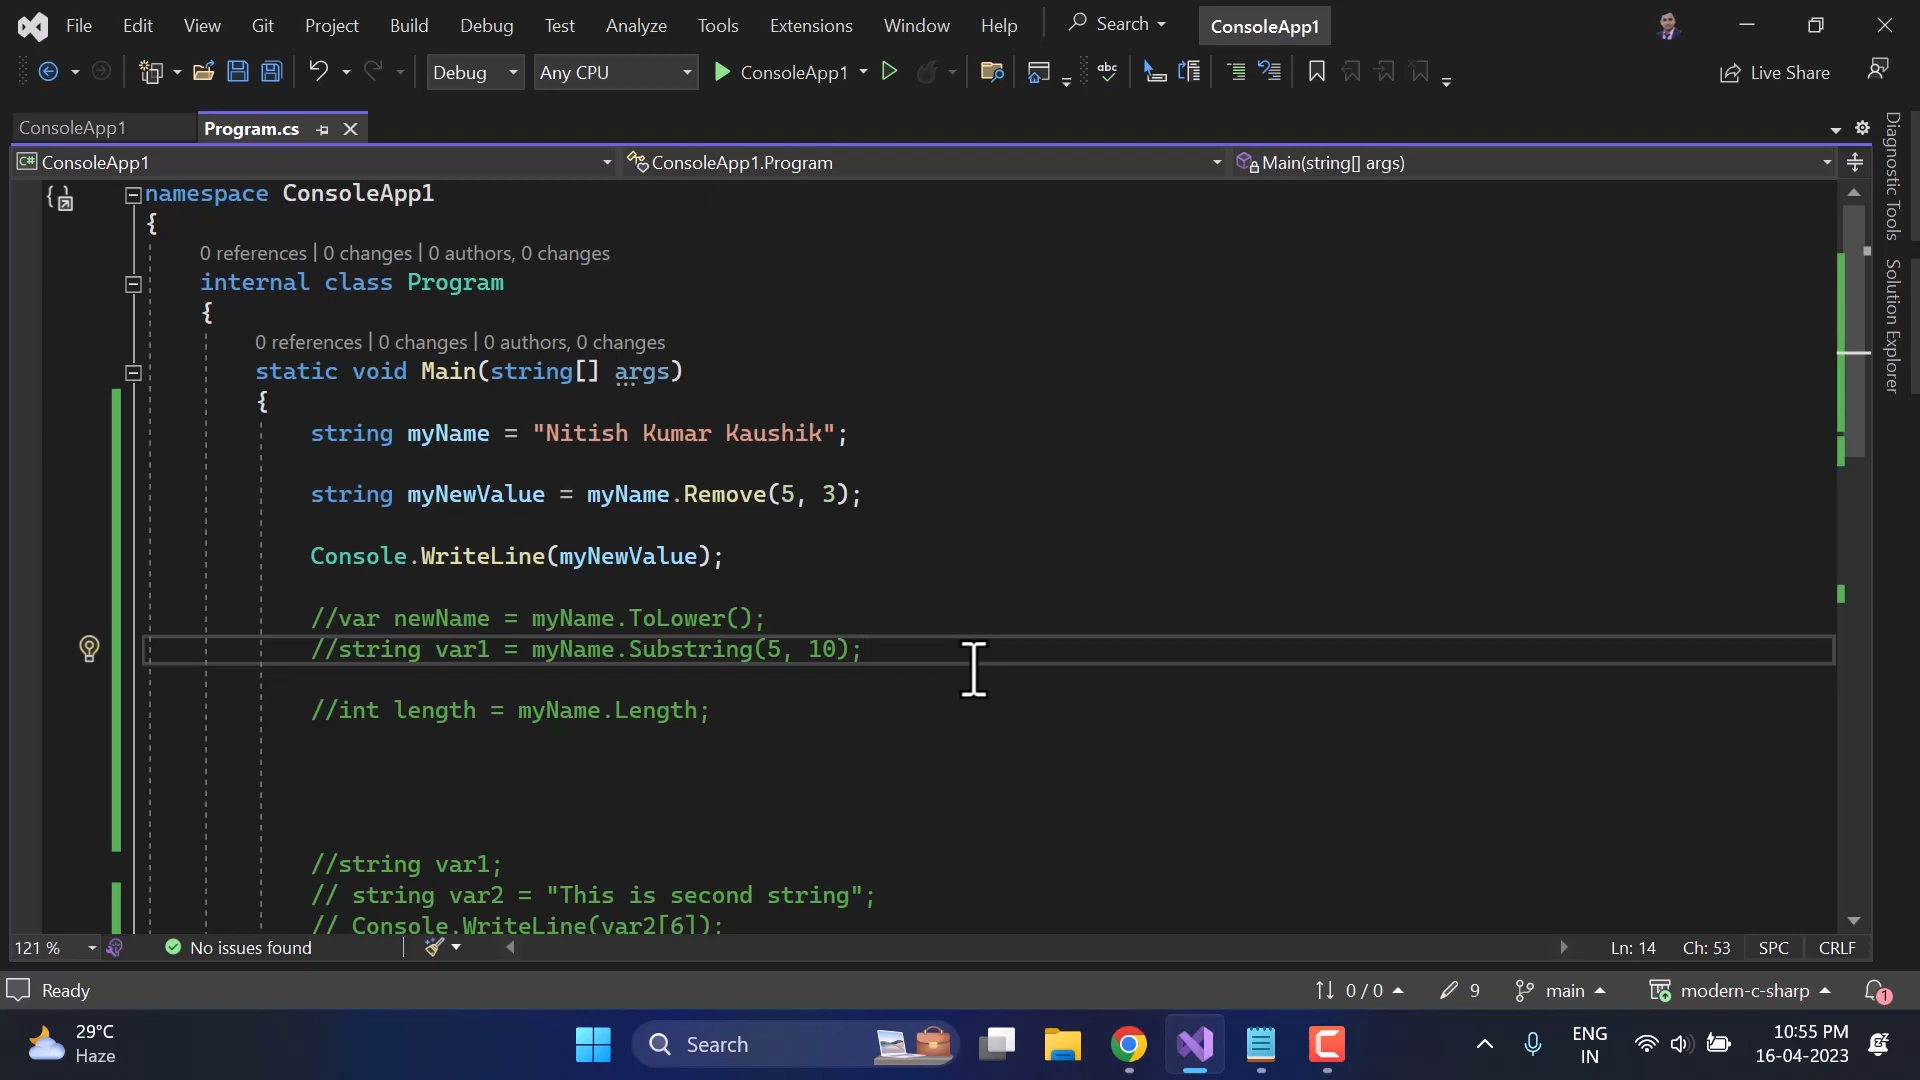 File Edit View Git Project Build Debug Test Analyze Tools Extensions Window Help Search ConsoleApp1
Debug Any CPU ConsoleApp1 abc Live Share
ConsoleApp1 Program.cs
C# ConsoleApp1 ConsoleApp1.Program Main(string[] args)
namespace ConsoleApp1
{
0 references | 0 changes | 0 authors, 0 changes
internal class Program
{
0 references | 0 changes | 0 authors, 0 changes
static void Main(string[] args)
{
string myName = "Nitish Kumar Kaushik";
string myNewValue = myName.Remove(5, 3);
Console.WriteLine(myNewValue);
//var newName = myName.ToLower();
//string var1 = myName.Substring(5, 10);
//int length = myName.Length;
//string var1;
// string var2 = "This is second string";
// Console.WriteLine(var2[6]);
Diagnostic Tools
Solution Explorer
121 % No issues found Ln: 14 Ch: 53 SPC CRLF
Ready 0 / 0 9 main modern-c-sharp 1
29°C
Haze
Search
ENG
IN
10:55 PM
16-04-2023